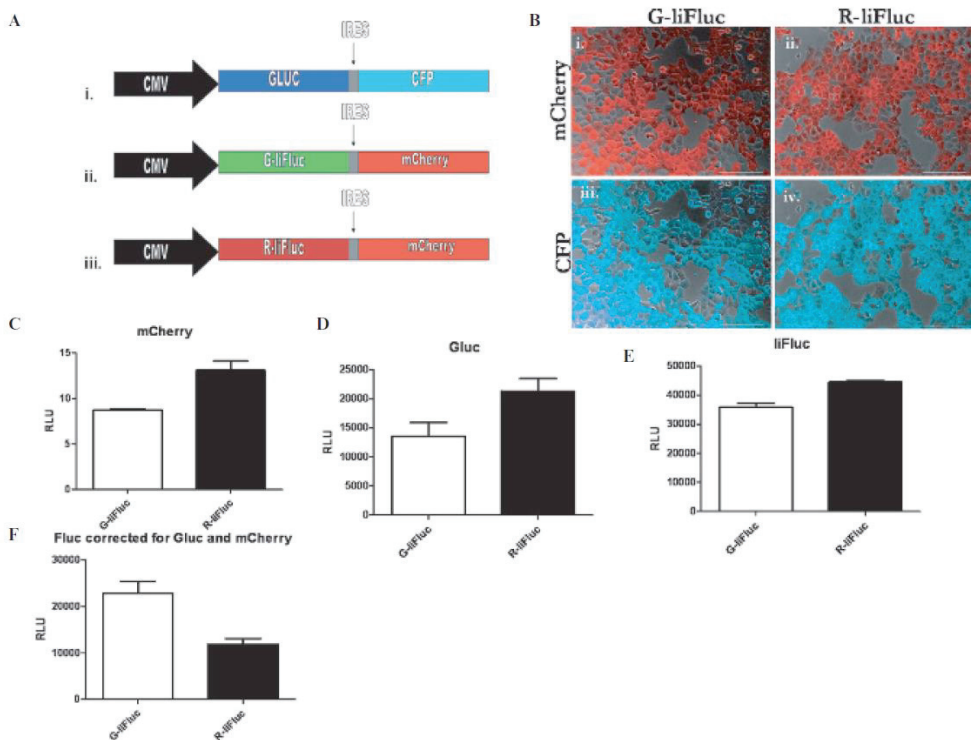 A
IRES
i.
CMV
GLUC
CFP
IRES
ii.
CMV
G-liFluc
mCherry
IRES
iii.
CMV
R-liFluc
mCherry
B
G-liFluc
R-liFluc
mCherry
i.
ii.
CFP
iii.
iv.
C
mCherry
15
10
5
0
RLU
G-liFluc
R-liFluc
D
Gluc
25000
20000
15000
10000
5000
0
RLU
G-liFluc
R-liFluc
E
liFluc
50000
40000
30000
20000
10000
0
RLU
G-liFluc
R-liFluc
F
Fluc corrected for Gluc and mCherry
30000
20000
10000
0
RLU
G-liFluc
R-liFluc